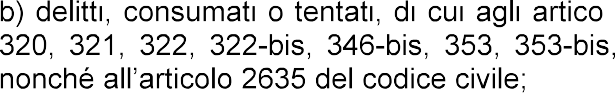 b) delitti, consumati o tentati, di cui agli artico
320, 321, 322, 322-bis, 346-bis, 353, 353-bis,
nonché all'articolo 2635 del codice civile;